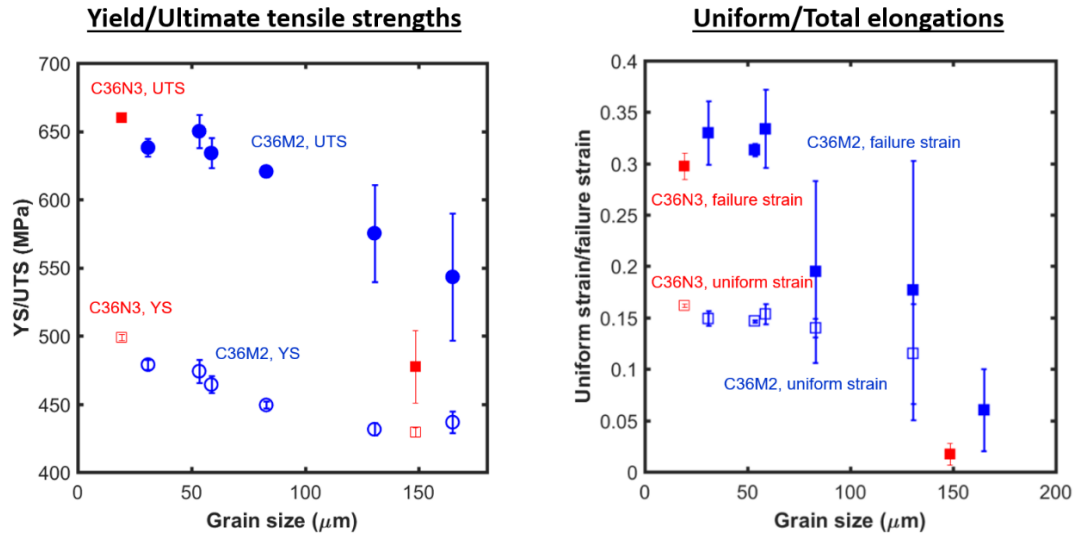 Yield/Ultimate tensile strengths
700
650
600
550
500
450
400
YS/UTS (MPa)
C36N3, UTS
C36M2, UTS
C36N3, YS
C36M2, YS
0
50
100
150
Grain size (μm)
Uniform/Total elongations
0.4
0.35
0.3
0.25
0.2
0.15
0.1
0.05
0
Uniform strain/failure strain
C36M2, failure strain
C36N3, failure strain
C36N3, uniform strain
C36M2, uniform strain
0
50
100
150
200
Grain size (μm)